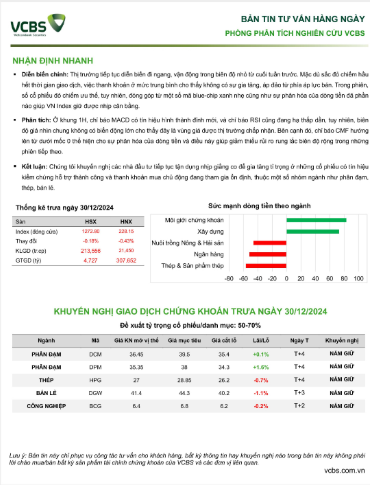 VCBS
BẢN TIN TƯ VẤN HÀNG NGÀY
PHÒNG PHÂN TÍCH NGHIÊN CỨU VCBS
NHẬN ĐỊNH NHANH
• Diễn biến chính: Thị trường tiếp tục diễn biến đi ngang, vận động trong biên độ nhỏ từ cuối tuần trước. Mặc dù sắc đỏ chiếm hầu
hết thời gian giao dịch, việc thanh khoản ở mức trung bình cho thấy không có sự gia tăng, áp đảo từ phía áp lực bán. Trong phiên,
số cổ phiếu đỏ chiếm ưu thế, tuy nhiên, đóng góp từ một số mã blue-chip xanh nhẹ cũng như sự phân hóa của dòng tiền đã phần
nào giúp VN Index giữ được nhịp cân bằng.
• Phân tích: Ở khung 1H, chỉ báo MACD có tín hiệu hình thành đỉnh mới, và chỉ báo RSI cũng đang hạ thấp dần, tuy nhiên, biên
độ giá nhìn chung không có biến động lớn cho thấy đây là vùng giá được thị trường chấp nhận. Bên cạnh đó, chỉ báo CMF hướng
lên từ dưới mốc 0 thể hiện cho sự phân hóa của dòng tiền và điều này giúp giảm thiểu rủi ro rung lắc biên độ rộng trong những
phiên tiếp theo.
• Kết luận: Chúng tôi khuyến nghị các nhà đầu tư tiếp tục tận dụng nhịp giằng co để gia tăng tỉ trọng ở những cổ phiếu có tín hiệu
kiểm chứng hỗ trợ thành công và thanh khoản mua chủ động đang tham gia ổn định, thuộc một số nhóm ngành như phân đạm,
thép, bán lẻ.
Thống kê trưa ngày 30/12/2024
Sàn HSX HNX
Index (đóng cửa)
Thay đổi -0.18% -0.40%
KLGD (tr.cp)
GTGD (tỷ) 4,727 307.652
Sức mạnh dòng tiền theo ngành
Môi giới chứng khoán
Xây dựng
Nuôi trồng Nông & Hải sản
Ngân hàng
Thép & Sản phẩm thép
-80 -60 -40 -20 0 20 40 60 80 100
KHUYẾN NGHỊ GIAO DỊCH CHỨNG KHOÁN TRƯA NGÀY 30/12/2024
Đề xuất tỷ trọng cổ phiếu/danh mục: 50-70%
Ngành Mã Giá KN mở vị thế Giá mục tiêu Giá cắt lỗ Lãi/Lỗ Ngày T Khuyến nghị
PHÂN ĐẠM DCM 36.45 39.5 35.4 +0.1% T+4 NẮM GIỮ
PHÂN ĐẠM DPM 35.35 38 34.3 +1.6% T+4 NẮM GIỮ
THÉP HPG 27 28.85 26.2 -0.7% T+4 NẮM GIỮ
BÁN LẺ DGW 41.4 44.3 40.2 -1.1% T+3 NẮM GIỮ
CÔNG NGHIỆP BCG 6.4 6.8 6.2 -0.2% T+2 NẮM GIỮ
Lưu ý: Bản tin này chỉ phục vụ công tác tư vấn cho khách hàng, bất kỳ thông tin hay khuyến nghị nào trong bản tin này không phải
lời chào mua/bán bất kỳ sản phẩm tài chính chứng khoán của VCBS và các đơn vị liên quan.
vcbs.com.vn